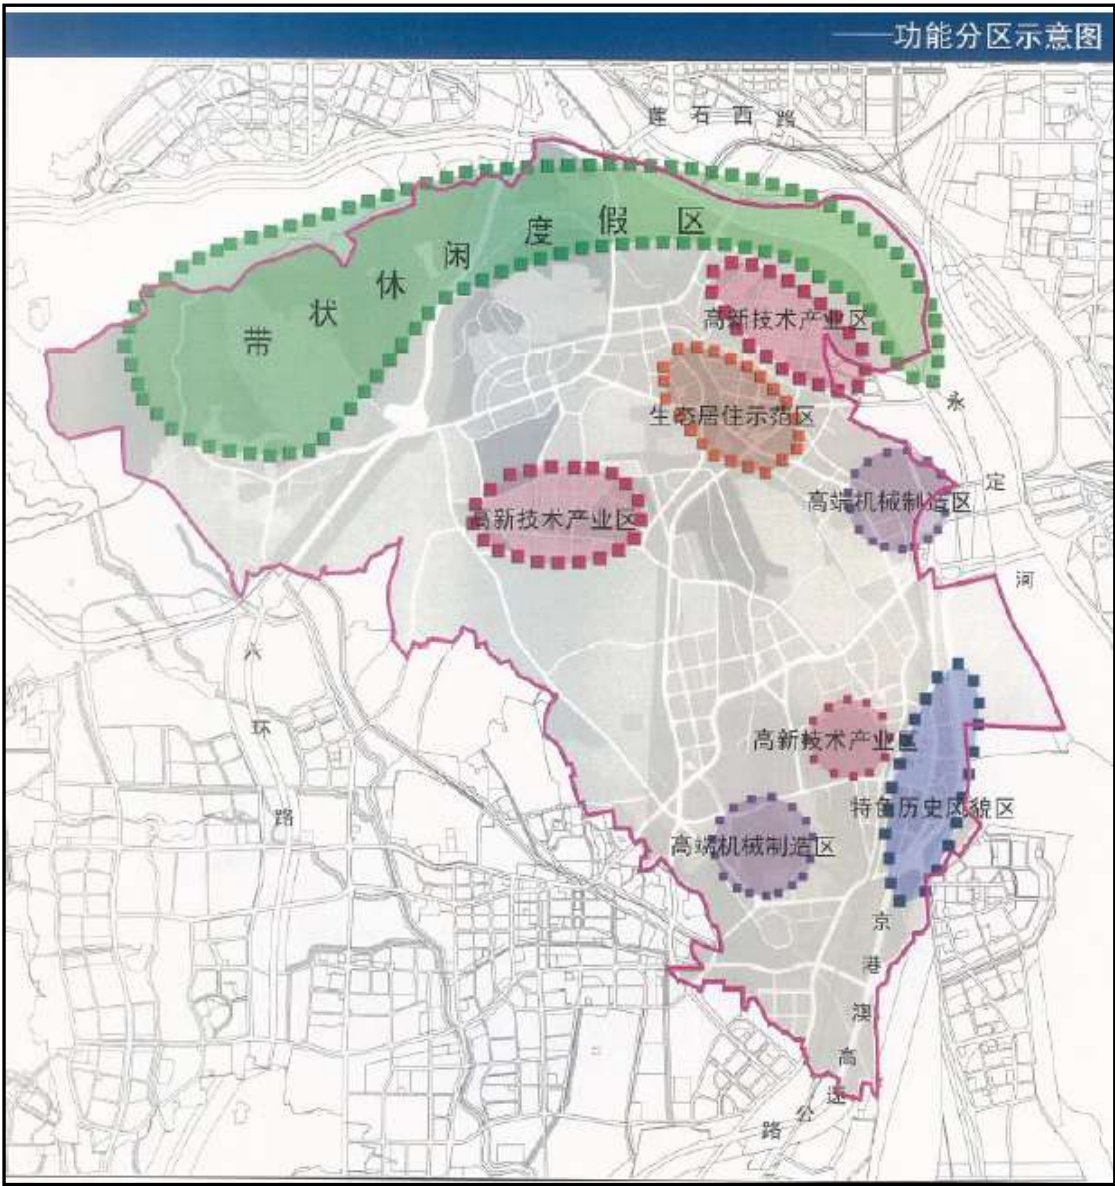 ——功能分区示意图
莲石西路
带状休闲度假区
高新技术产业区
生态居住示范区
永定河
高端机械制造区
高新技术产业区
六环路
高新技术产业区
特色历史风貌区
高端机械制造区
京港澳高速公路